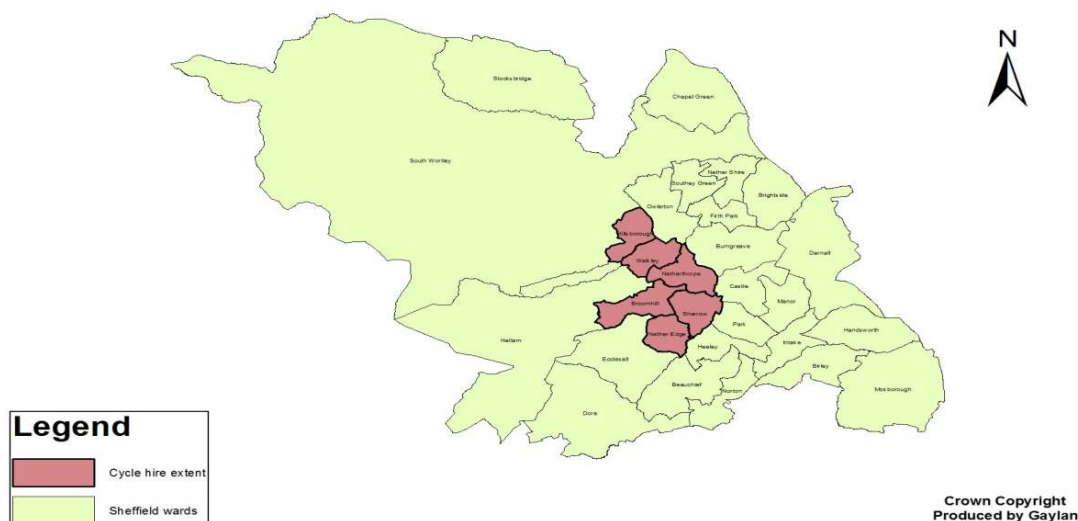 N
Stocksbridge
Chapel Green
South Wortley
Nether Shire
Southey Green
Brightside
Owlerton
Firth Park
Hillsborough
Burngreave
Darnall
Walkley
Netherthorpe
Castle
Manor
Broomhill
Sharrow
Park
Handsworth
Hallam
Nether Edge
Heeley
Intake
Ecclesall
Birley
Beauchief
Norton
Mosborough
Dore
Legend
Cycle hire extent
Sheffield wards
Crown Copyright
Produced by Gaylan